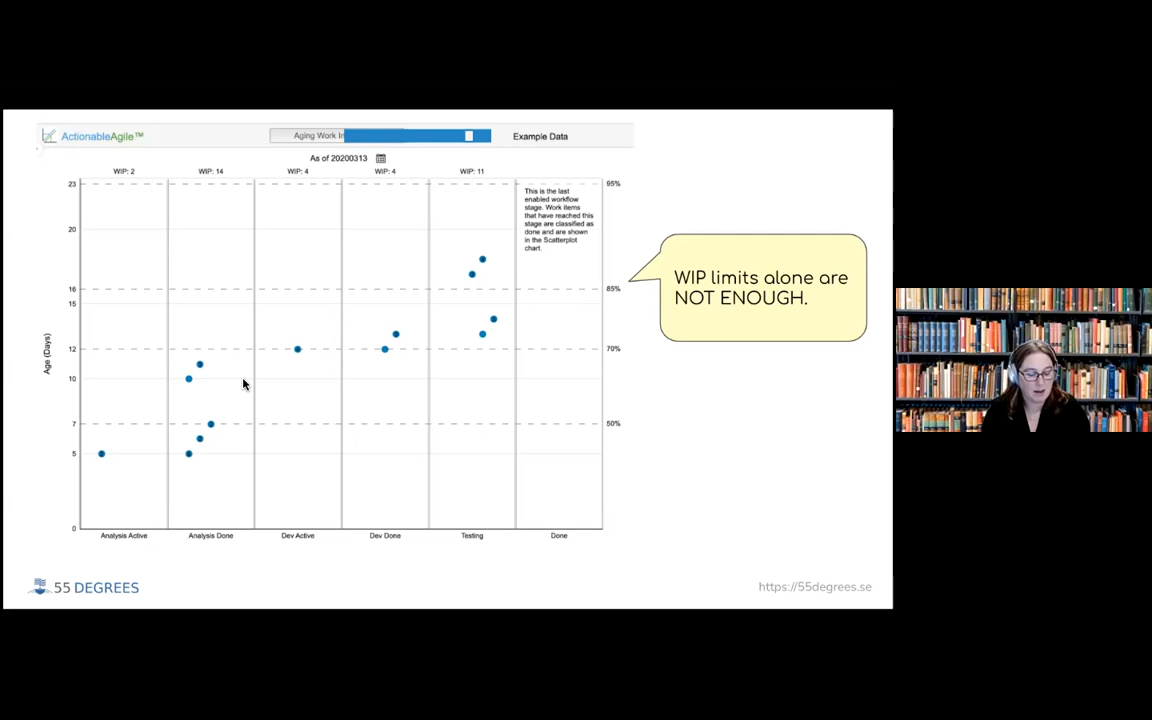 ActionableAgile™
Aging Work In
Example Data
As of 20200313
WIP: 2
WIP: 14
WIP: 4
WIP: 4
WIP: 11
23
20
16
15
12
10
7
5
0
Age (Days)
95%
85%
70%
50%
This is the last
enabled workflow
stage. Work items
that have reached this
stage are classified as
done and are shown
in the Scatterplot
chart.
Analysis Active
Analysis Done
Dev Active
Dev Done
Testing
Done
WIP limits alone are
NOT ENOUGH.
55 DEGREES
https://55degrees.se